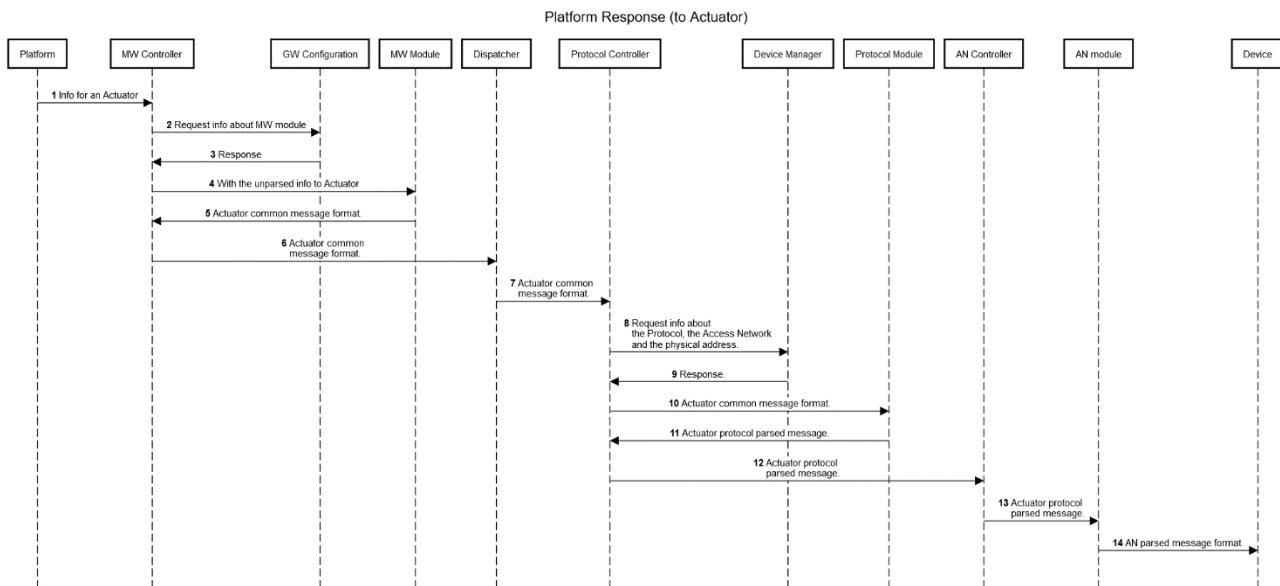 Platform Response (to Actuator)
Platform
MW Controller
GW Configuration
MW Module
Dispatcher
Protocol Controller
Device Manager
Protocol Module
AN Controller
AN module
Device
1 Info for an Actuator
2 Request info about MW module
3 Response
4 With the unparsed info to Actuator
5 Actuator common message format.
6 Actuator common
message format.
7 Actuator common
message format.
8 Request info about
the Protocol, the Access Network
and the physical address.
9 Response.
10 Actuator common message format.
11 Actuator protocol parsed message.
12 Actuator protocol
parsed message.
13 Actuator protocol
parsed message.
14 AN parsed message format.